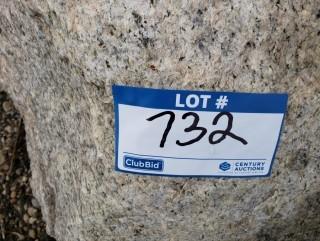 LOT #
732
ClubBid
CENTURY
AUCTIONS